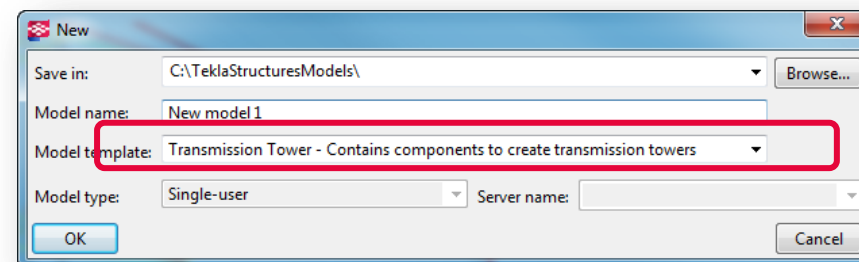 New
Save in: C:\TeklaStructuresModels\ Browse...
Model name: New model 1
Model template: Transmission Tower - Contains components to create transmission towers
Model type: Single-user Server name:
OK Cancel